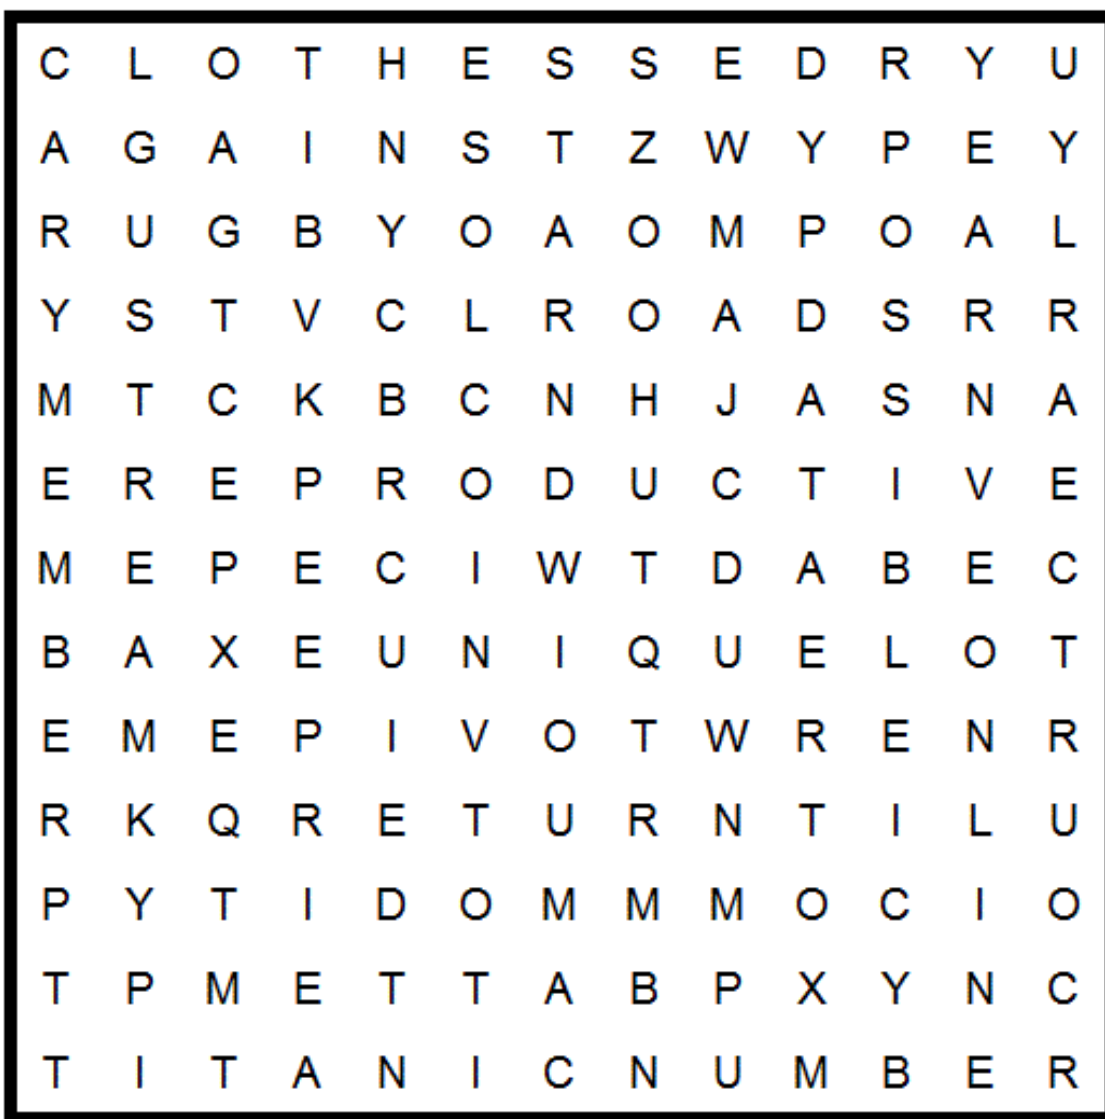 C L O T H E S S E D R Y U
A G A I N S T Z W Y P E Y
R U G B Y O A O M P O A L
Y S T V C L R O A D S R R
M T C K B C N H J A S N A
E R E P R O D U C T I V E
M E P E C I W T D A B E C
B A X E U N I Q U E L O T
E M E P I V O T W R E N R
R K Q R E T U R N T I L U
P Y T I D O M M M O C I O
T P M E T T A B P X Y N C
T I T A N I C N U M B E R